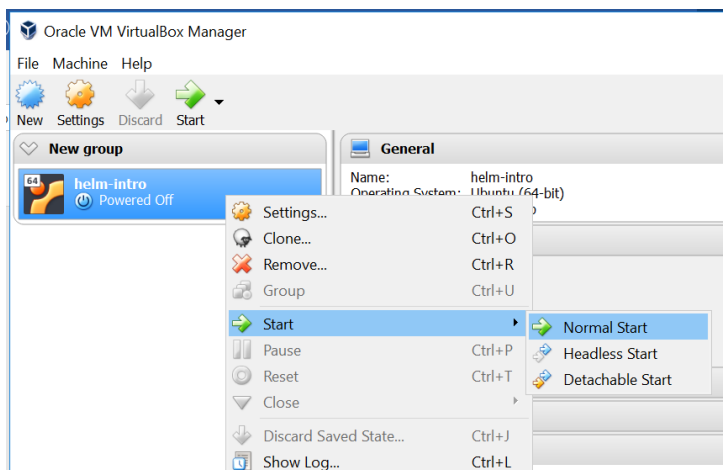 Oracle VM VirtualBox Manager
File Machine Help
New Settings Discard Start
New group
General
64
helm-intro
Powered Off
Name: helm-intro
Operating System: Ubuntu (64-bit)
Settings... Ctrl+S
Clone... Ctrl+O
Remove... Ctrl+R
Group Ctrl+U
Start
Normal Start
Headless Start
Detachable Start
Pause Ctrl+P
Reset Ctrl+T
Close
Discard Saved State... Ctrl+J
Show Log... Ctrl+L